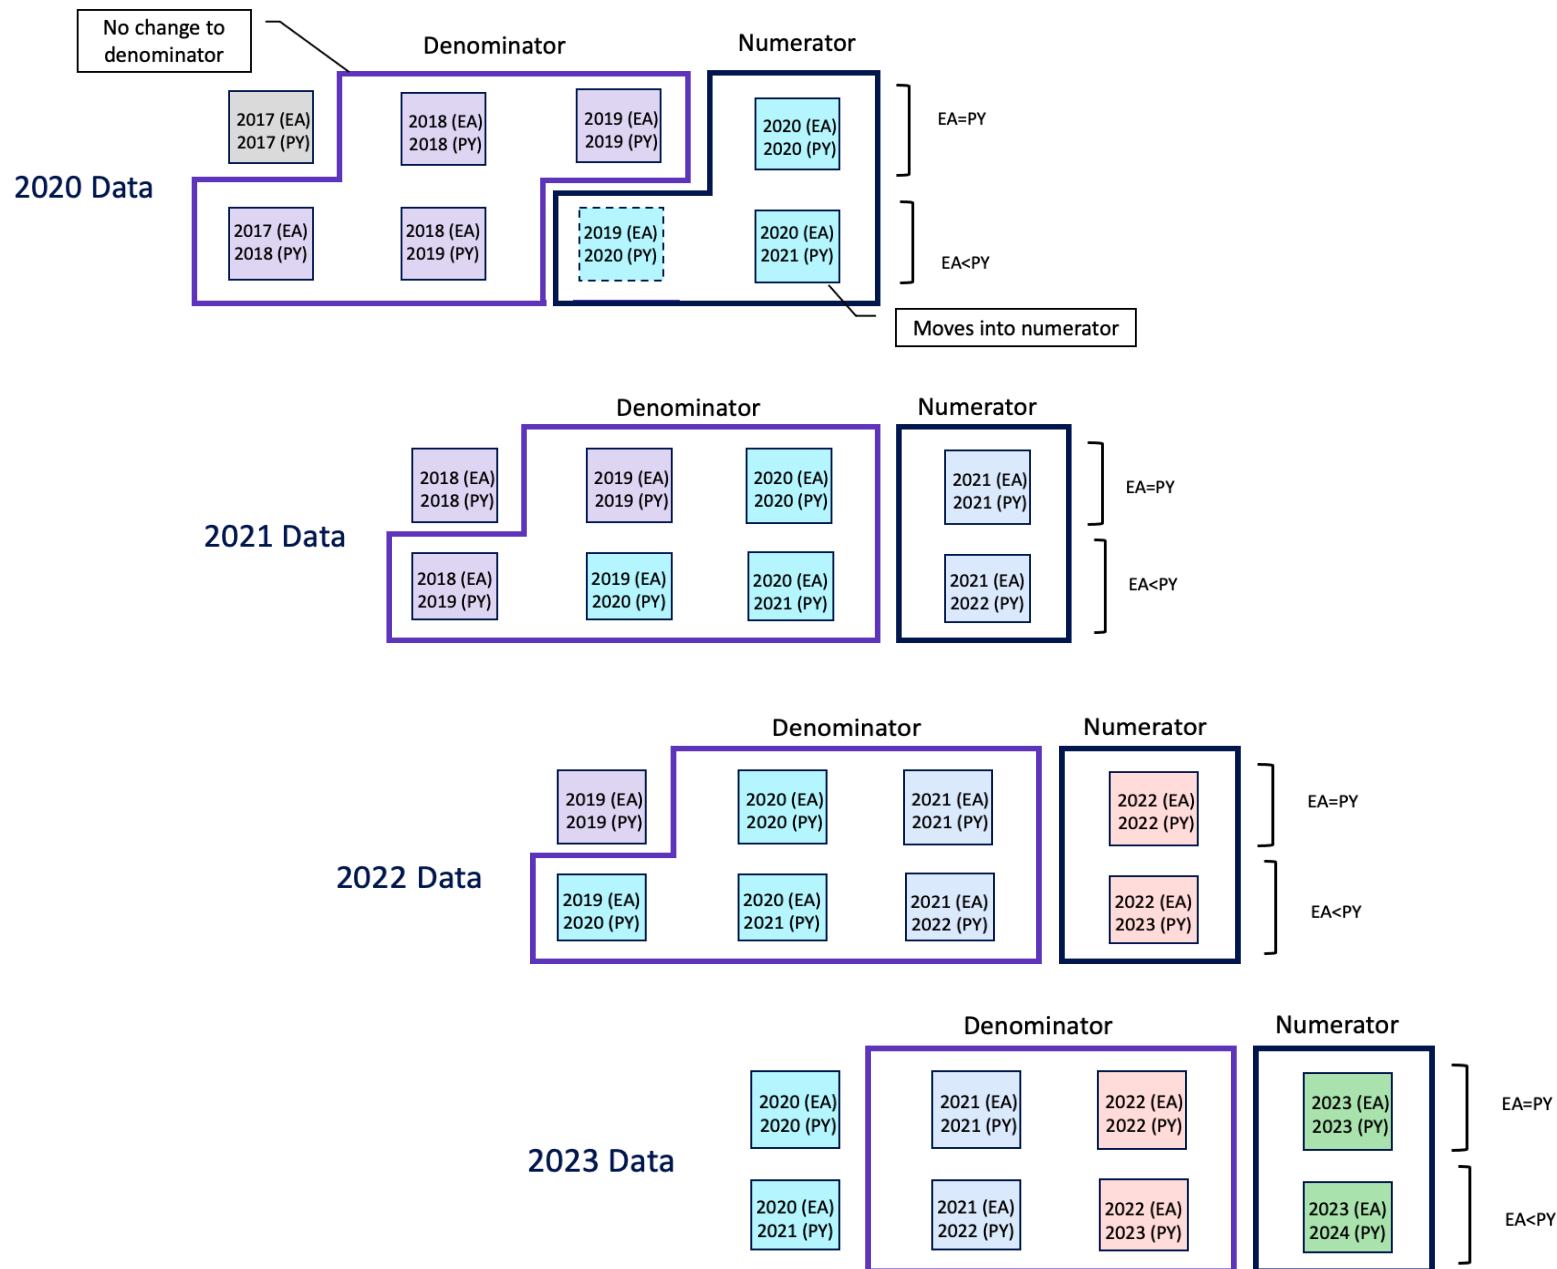 No change to
denominator
Denominator
Numerator
2017 (EA)
2017 (PY)
2018 (EA)
2018 (PY)
2019 (EA)
2019 (PY)
2020 (EA)
2020 (PY)
EA=PY
2020 Data
2017 (EA)
2018 (PY)
2018 (EA)
2019 (PY)
2019 (EA)
2020 (PY)
2020 (EA)
2021 (PY)
EA<PY
Moves into numerator
Denominator
Numerator
2018 (EA)
2018 (PY)
2019 (EA)
2019 (PY)
2020 (EA)
2020 (PY)
2021 (EA)
2021 (PY)
EA=PY
2021 Data
2018 (EA)
2019 (PY)
2019 (EA)
2020 (PY)
2020 (EA)
2021 (PY)
2021 (EA)
2022 (PY)
EA<PY
Denominator
Numerator
2019 (EA)
2019 (PY)
2020 (EA)
2020 (PY)
2021 (EA)
2021 (PY)
2022 (EA)
2022 (PY)
EA=PY
2022 Data
2019 (EA)
2020 (PY)
2020 (EA)
2021 (PY)
2021 (EA)
2022 (PY)
2022 (EA)
2023 (PY)
EA<PY
Denominator
Numerator
2020 (EA)
2020 (PY)
2021 (EA)
2021 (PY)
2022 (EA)
2022 (PY)
2023 (EA)
2023 (PY)
EA=PY
2023 Data
2020 (EA)
2021 (PY)
2021 (EA)
2022 (PY)
2022 (EA)
2023 (PY)
2023 (EA)
2024 (PY)
EA<PY